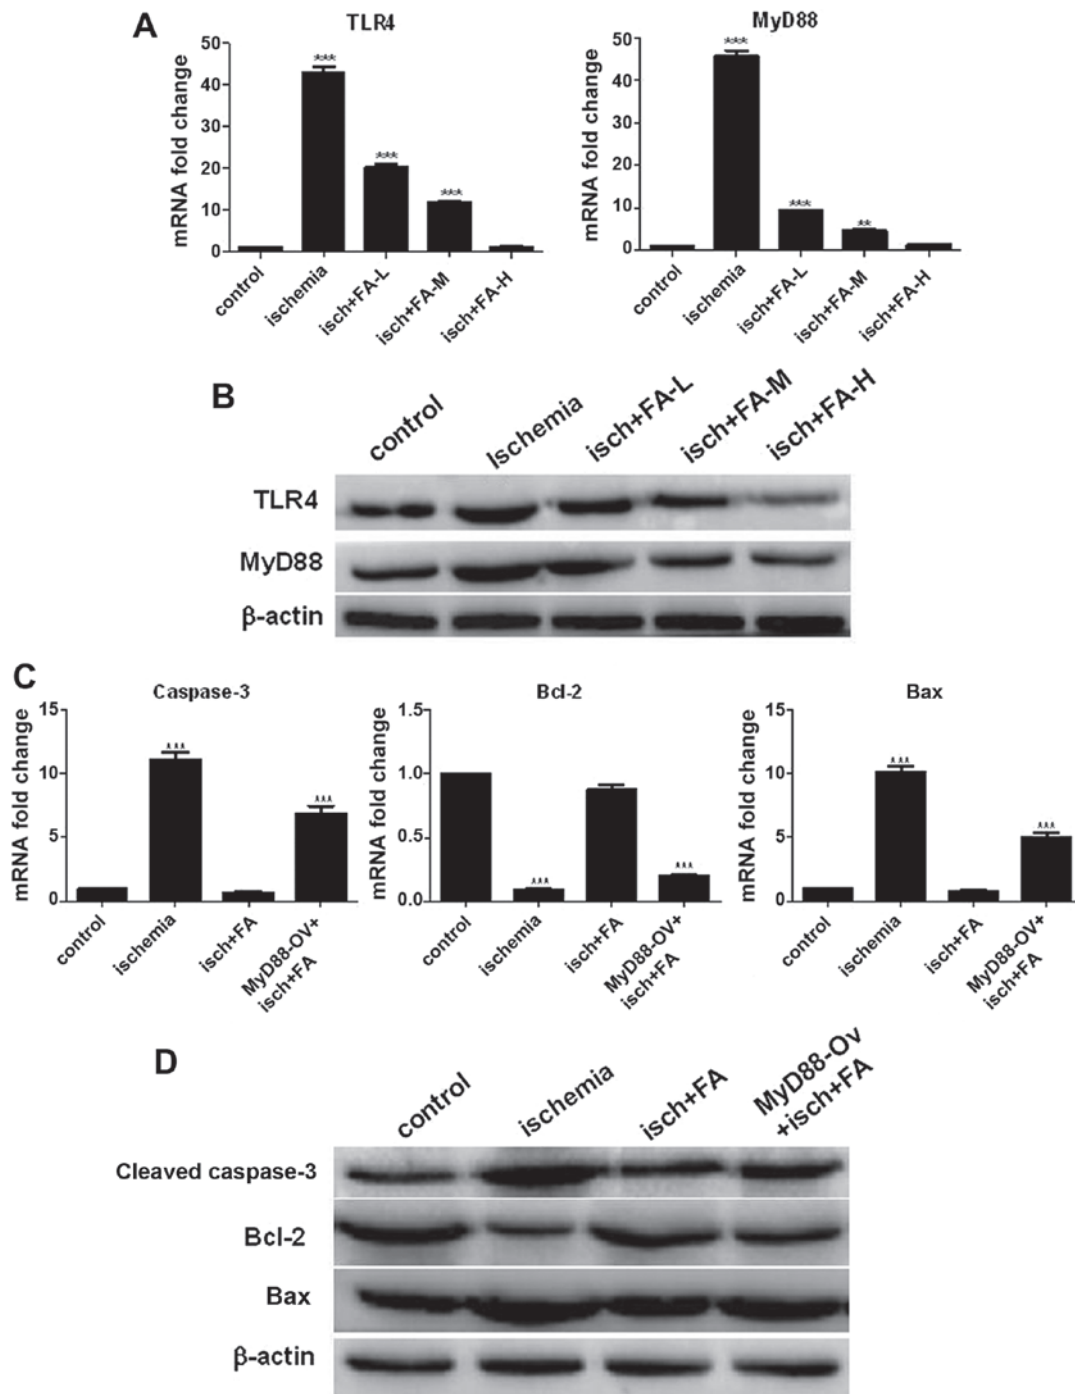 A
TLR4
mRNA fold change
50
40
30
20
10
0
***
***
***
control
ischemia
isch+FA-L
isch+FA-M
isch+FA-H
MyD88
mRNA fold change
50
40
30
20
10
0
***
***
**
control
ischemia
isch+FA-L
isch+FA-M
isch+FA-H
B
control
Ischemia
isch+FA-L
isch+FA-M
isch+FA-H
TLR4
MyD88
β-actin
C
Caspase-3
mRNA fold change
15
10
5
0
***
***
control
ischemia
isch+FA
MyD88-OV+
isch+FA
Bcl-2
mRNA fold change
1.5
1.0
0.5
0.0
***
***
control
ischemia
isch+FA
MyD88-OV+
isch+FA
Bax
mRNA fold change
15
10
5
0
***
***
control
ischemia
isch+FA
MyD88-OV+
isch+FA
D
control
ischemia
isch+FA
MyD88-Ov
+isch+FA
Cleaved caspase-3
Bcl-2
Bax
β-actin